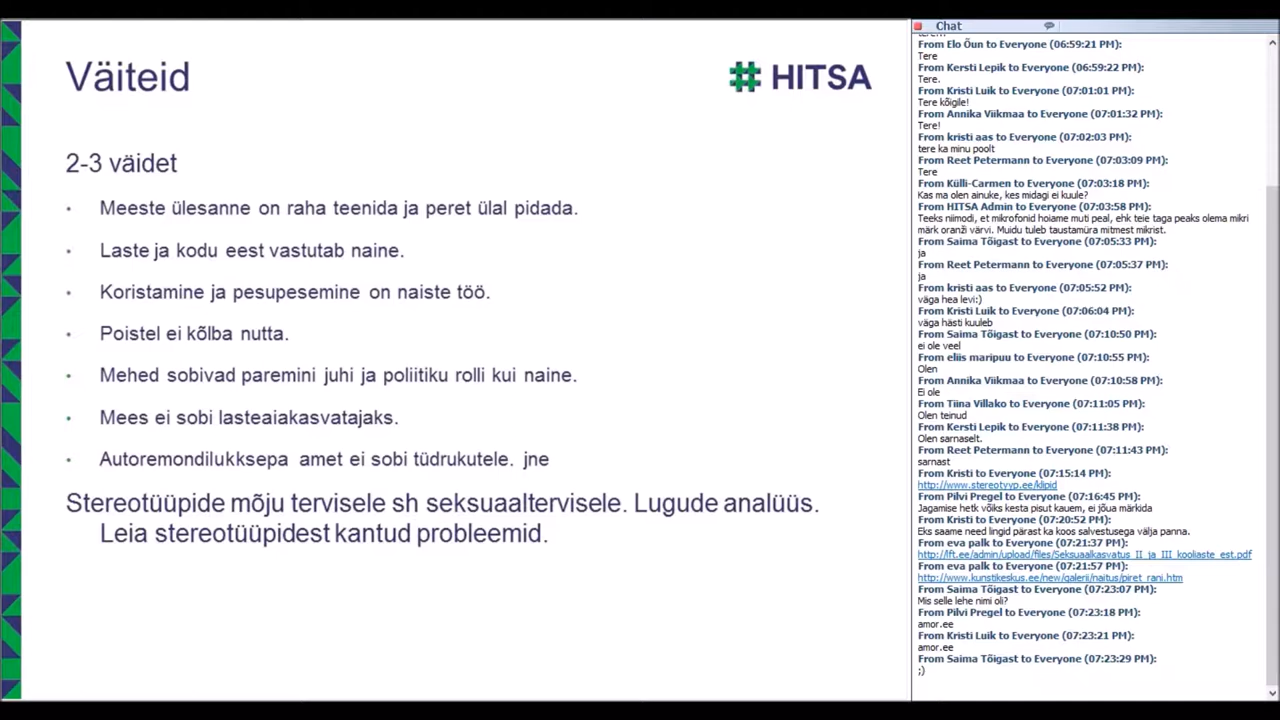 Väiteid
HITSA
2-3 väidet
• Meeste ülesanne on raha teenida ja peret ülal pidada.
• Laste ja kodu eest vastutab naine.
• Koristamine ja pesupesemine on naiste töö.
• Poistel ei kõlba nutta.
• Mehed sobivad paremini juhi ja poliitiku rolli kui naine.
• Mees ei sobi lasteaiakasvatajaks.
• Autoremondilukksepa amet ei sobi tüdrukutele. jne
Stereotüüpide mõju tervisele sh seksuaaltervisele. Lugude analüüs.
Leia stereotüüpidest kantud probleemid.
Chat
From Elo Õun to Everyone (06:59:21 PM):
Tere
From Kersti Lepik to Everyone (06:59:22 PM):
Tere.
From Kristi Luik to Everyone (07:01:01 PM):
Tere kõigile!
From Annika Viikmaa to Everyone (07:01:32 PM):
Tere!
From kristi aas to Everyone (07:02:03 PM):
tere ka minu poolt
From Reet Petermann to Everyone (07:03:09 PM):
Tere
From Külli-Carmen to Everyone (07:03:18 PM):
Kas ma olen ainuke, kes midagi ei kuule?
From HITSA Admin to Everyone (07:03:58 PM):
Teeks niimodi, et mikrofonid hoiame muti peal, ehk teie taga peaks olema mikri
märk oranži värvi. Muidu tuleb taustamüra mitmest mikrist.
From Saima Tõigast to Everyone (07:05:33 PM):
ja
From Reet Petermann to Everyone (07:05:37 PM):
ja
From kristi aas to Everyone (07:05:52 PM):
väga hea levi:)
From Kristi Luik to Everyone (07:06:04 PM):
väga hästi kuuleb
From Saima Tõigast to Everyone (07:10:50 PM):
ei ole veel
From eliis maripuu to Everyone (07:10:55 PM):
Olen
From Annika Viikmaa to Everyone (07:10:58 PM):
Ei ole
From Tiina Villako to Everyone (07:11:05 PM):
Olen teinud
From Kersti Lepik to Everyone (07:11:38 PM):
Olen sarnaselt.
From Reet Petermann to Everyone (07:11:43 PM):
sarnast
From Kristi to Everyone (07:15:14 PM):
http://www.stereotyyp.ee/klipid
From Pilvi Pregel to Everyone (07:16:45 PM):
Jagamise hetk võiks kesta pisut kauem, ei jõua märkida
From Kristi to Everyone (07:20:52 PM):
Eks saame need lingid pärast ka koos salvestusega välja panna.
From eva palk to Everyone (07:21:37 PM):
http://lft.ee/admin/upload/files/Seksuaalkasvatus_II_ja_III_kooliaste_est.pdf
From eva palk to Everyone (07:21:57 PM):
http://www.kunstikeskus.ee/new/galerii/naitus/piret_rani.htm
From Saima Tõigast to Everyone (07:23:07 PM):
Mis selle lehe nimi oli?
From Pilvi Pregel to Everyone (07:23:18 PM):
amor.ee
From Kristi Luik to Everyone (07:23:21 PM):
amor.ee
From Saima Tõigast to Everyone (07:23:29 PM):
;)